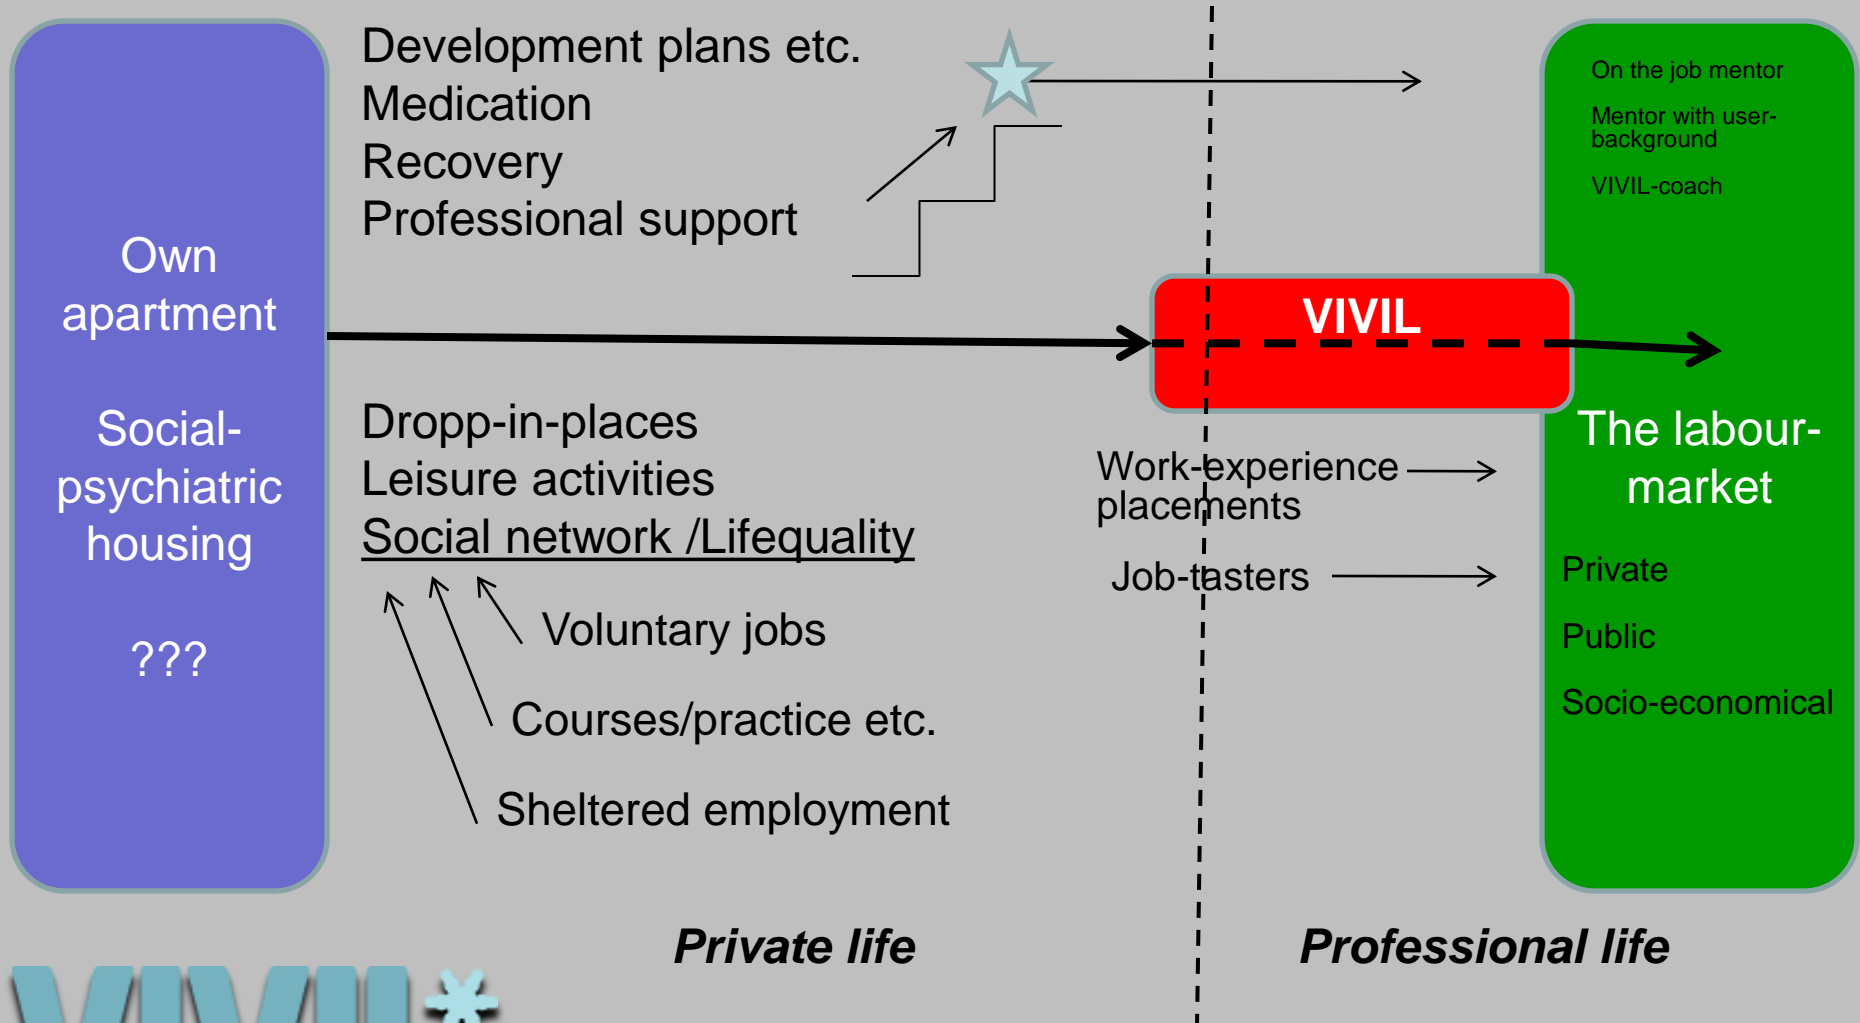 Own
apartment
Social-
psychiatric
housing
???
Development plans etc.
Medication
Recovery
Professional support
Dropp-in-places
Leisure activities
Social network /Lifequality
Voluntary jobs
Courses/practice etc.
Sheltered employment
VIVIL
Work-experience
placements
Job-tasters
On the job mentor
Mentor with user-
background
VIVIL-coach
The labour-
market
Private
Public
Socio-economical
Private life
Professional life
VIVIL*